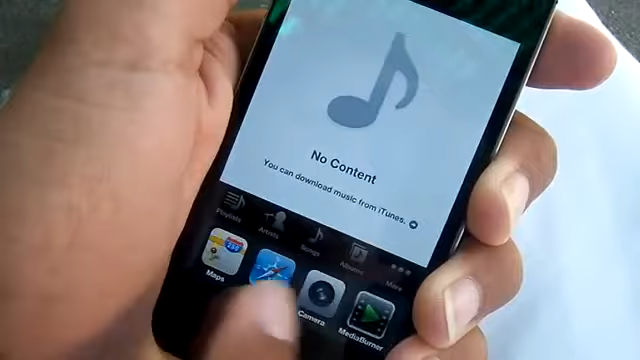 No Content
You can download music from iTunes.
Playlists Artists Songs Albums More
Maps Camera MediaBurner